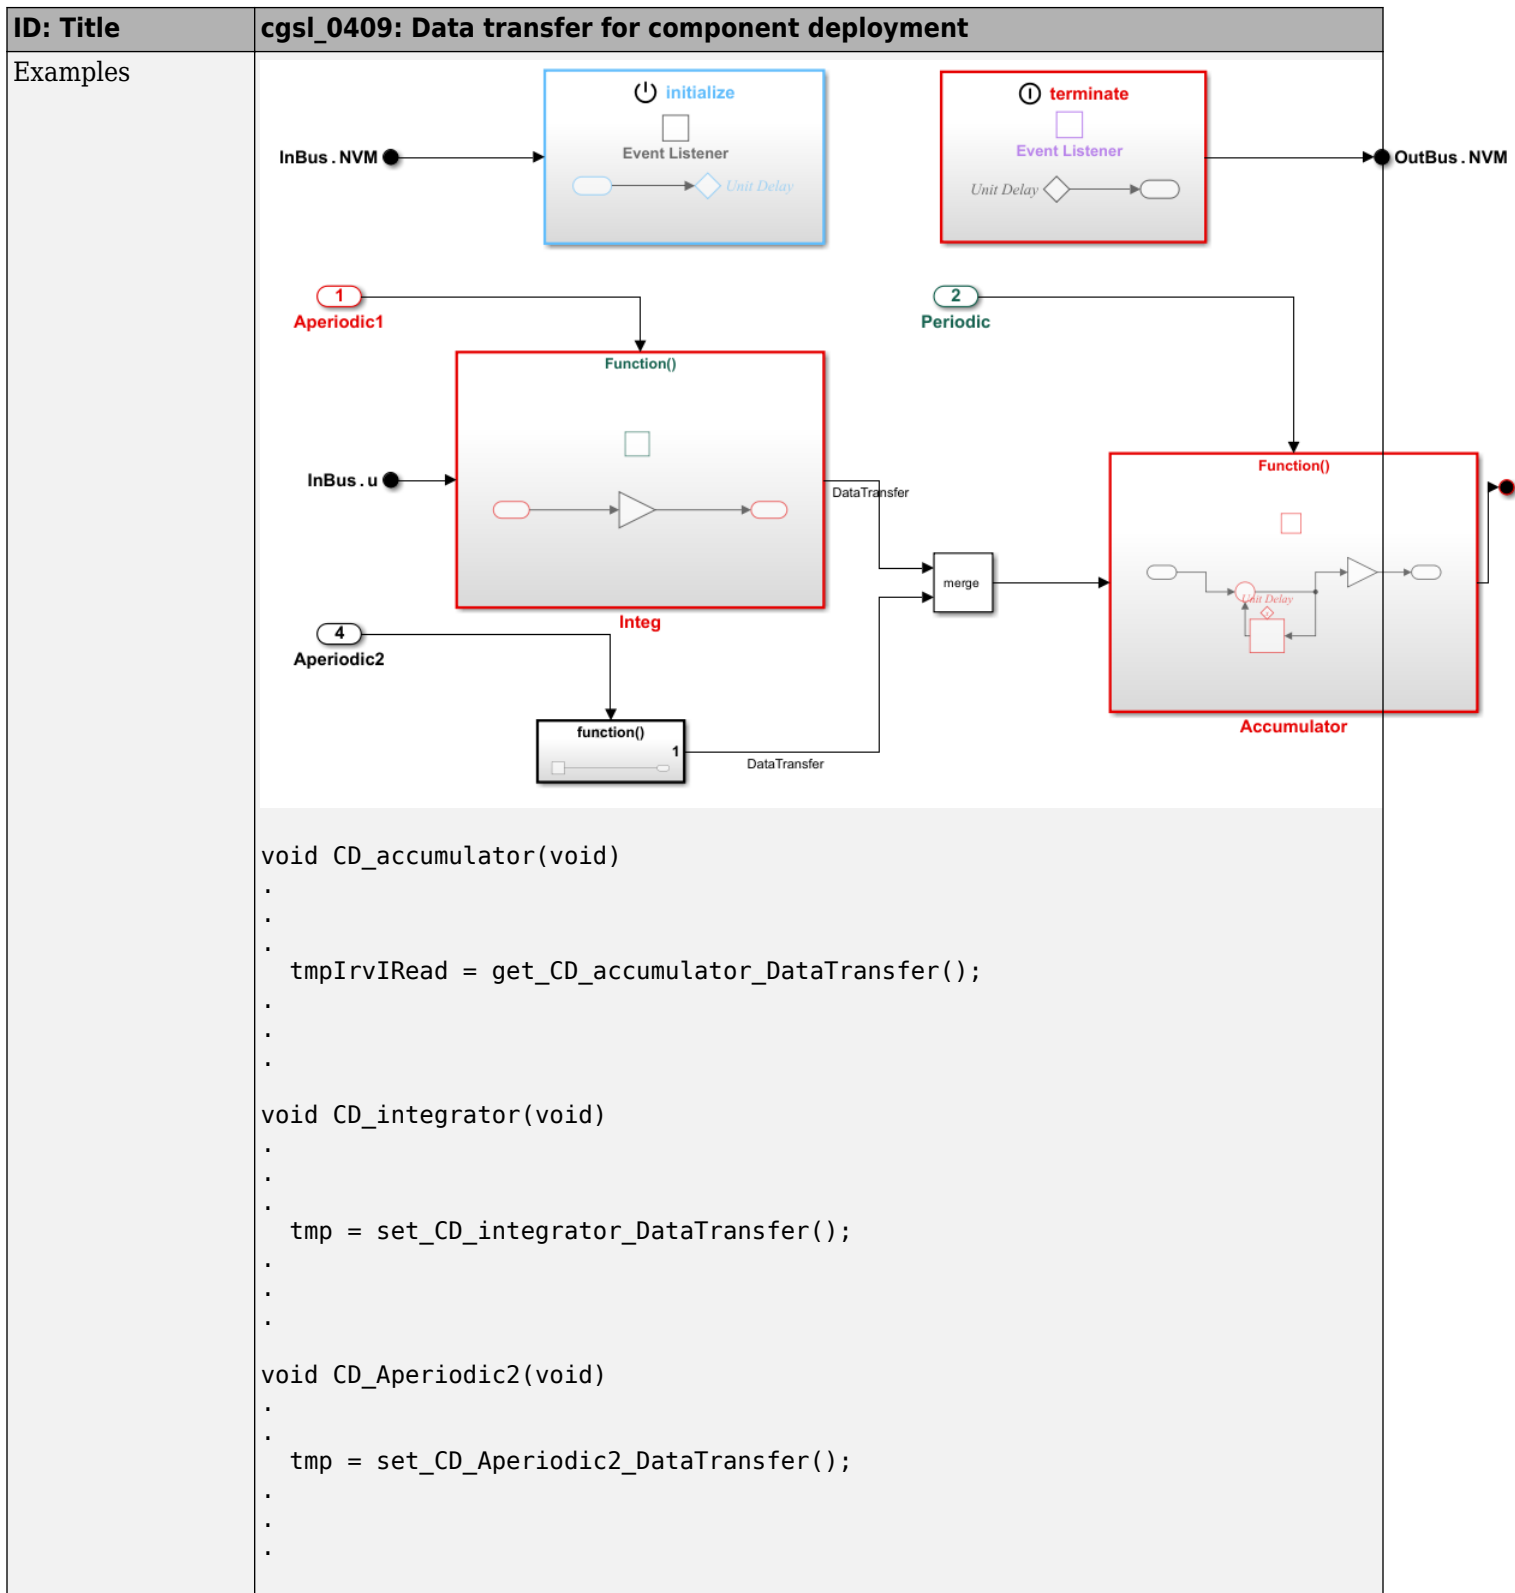 ID: Title
cgsl_0409: Data transfer for component deployment
Examples
initialize
Event Listener
Unit Delay
InBus.NVM
terminate
Event Listener
Unit Delay
OutBus.NVM
1
Aperiodic1
2
Periodic
Function()
InBus.u
DataTransfer
Integ
merge
Function()
Unit Delay
Accumulator
4
Aperiodic2
function()
1
DataTransfer
void CD_accumulator(void)
.
.
.
tmpIrvIRead = get_CD_accumulator_DataTransfer();
.
.
.
void CD_integrator(void)
.
.
.
tmp = set_CD_integrator_DataTransfer();
.
.
.
void CD_Aperiodic2(void)
.
.
tmp = set_CD_Aperiodic2_DataTransfer();
.
.
.